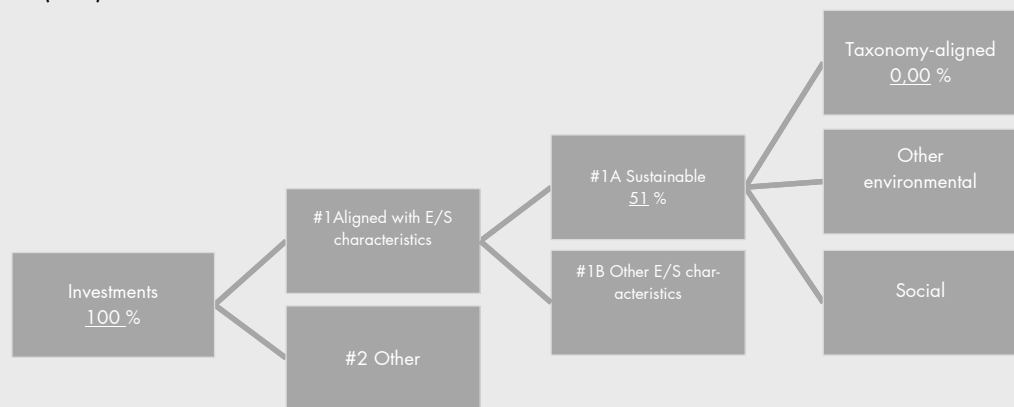 Taxonomy-aligned
0,00 %
Other
environmental
#1A Sustainable
51 %
#1Aligned with E/S
characteristics
#1B Other E/S char-
acteristics
Social
Investments
100 %
#2 Other